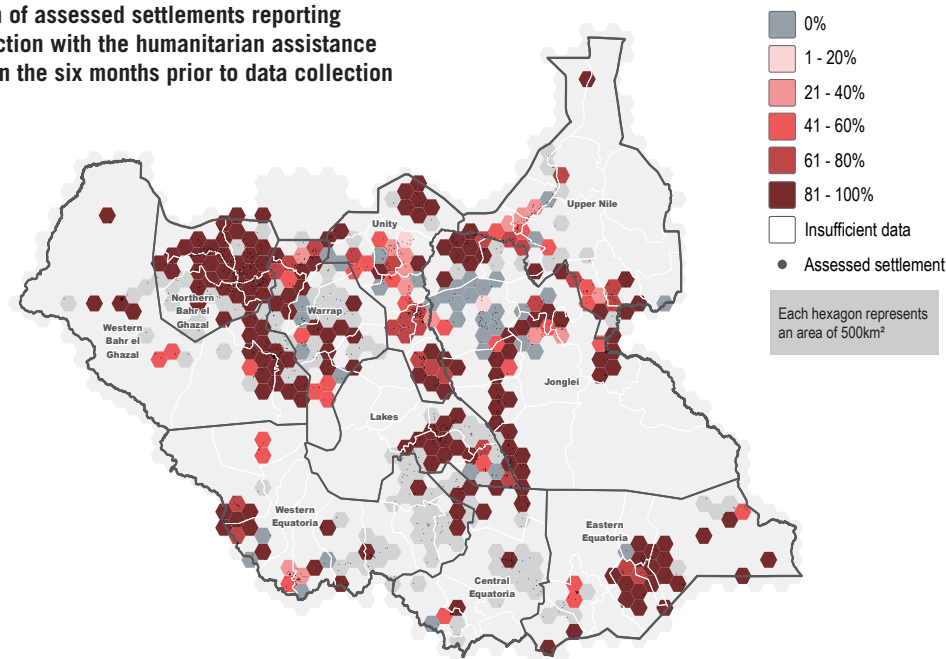 of assessed settlements reporting
ction with the humanitarian assistance
n the six months prior to data collection
0%
1 - 20%
21 - 40%
41 - 60%
61 - 80%
81 - 100%
Insufficient data
Assessed settlement
Each hexagon represents
an area of 500km²
Upper Nile
Unity
Northern
Bahr el
Ghazal
Warrap
Western
Bahr el
Ghazal
Jonglei
Lakes
Western
Equatoria
Eastern
Equatoria
Central
Equatoria